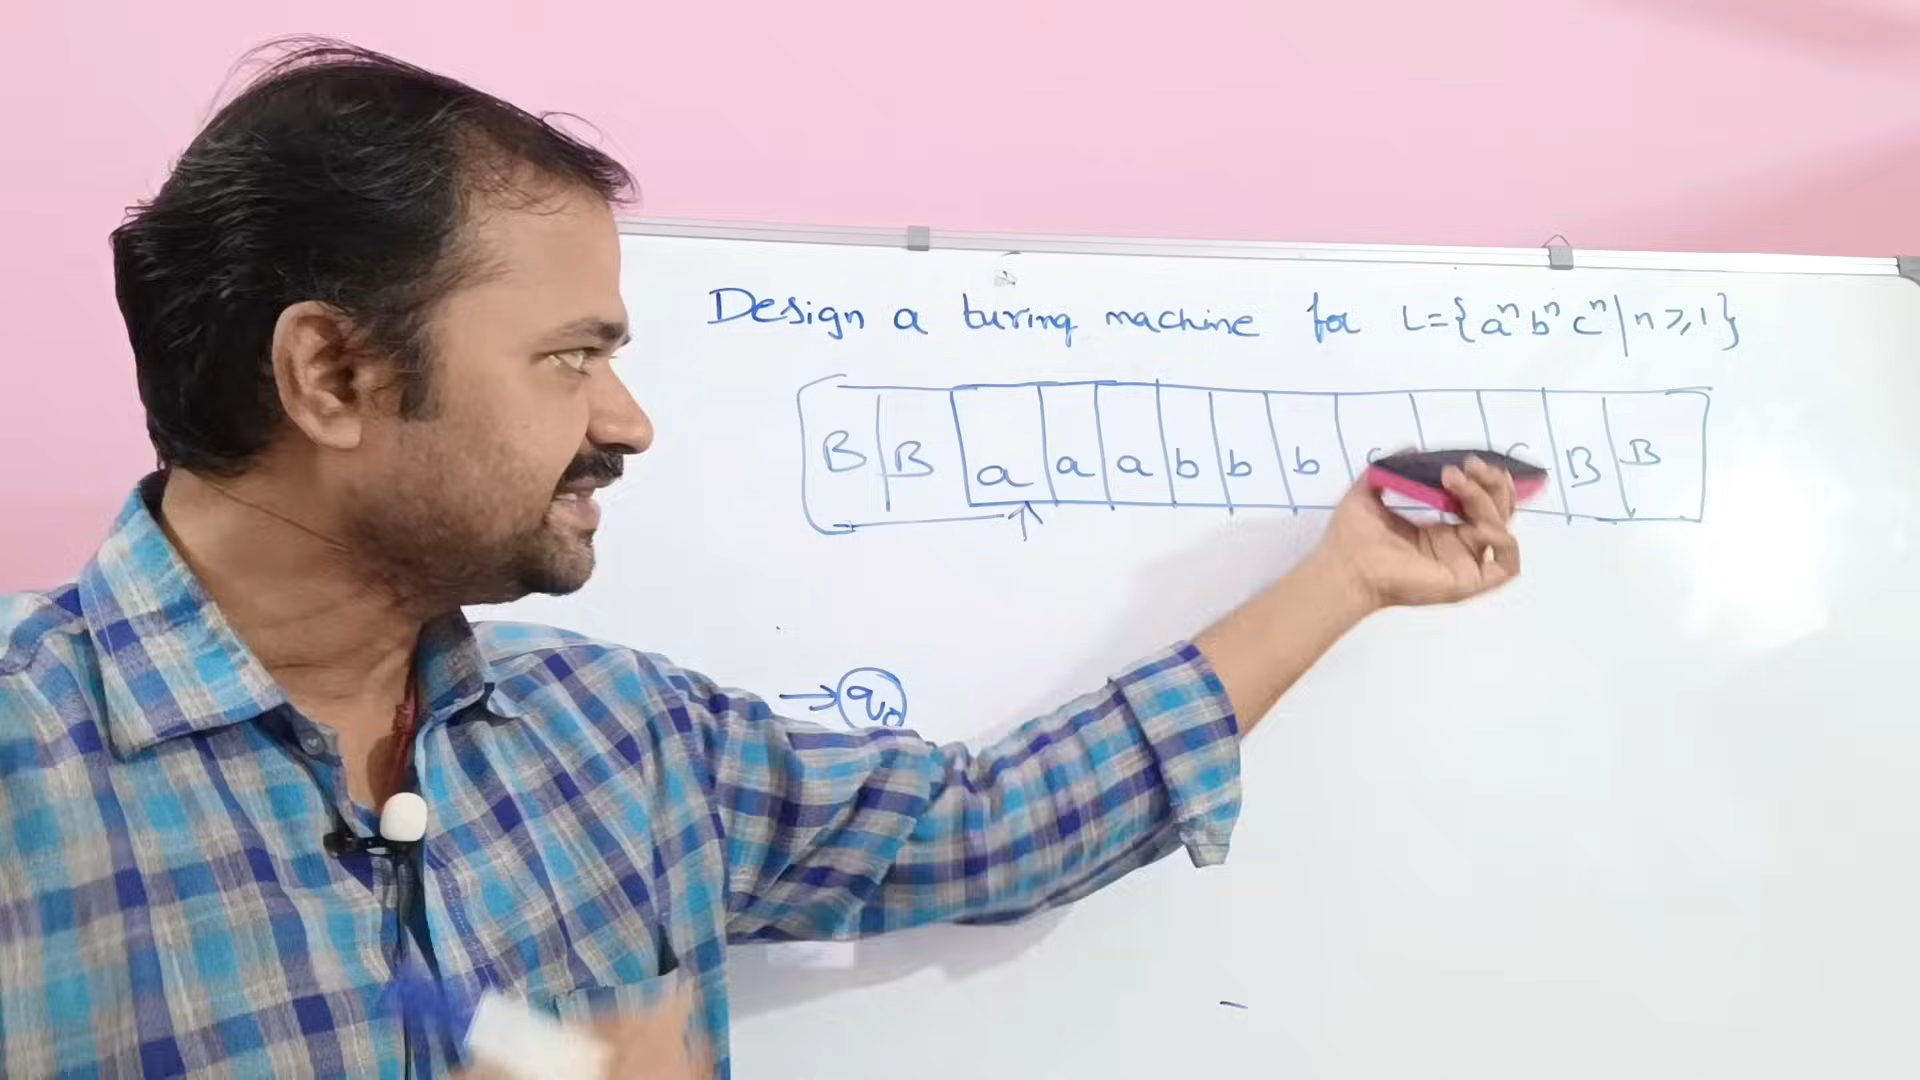 Design a turing machine for L={aⁿbⁿcⁿ|n≥1}
B B a a a b b b c B B
q₀